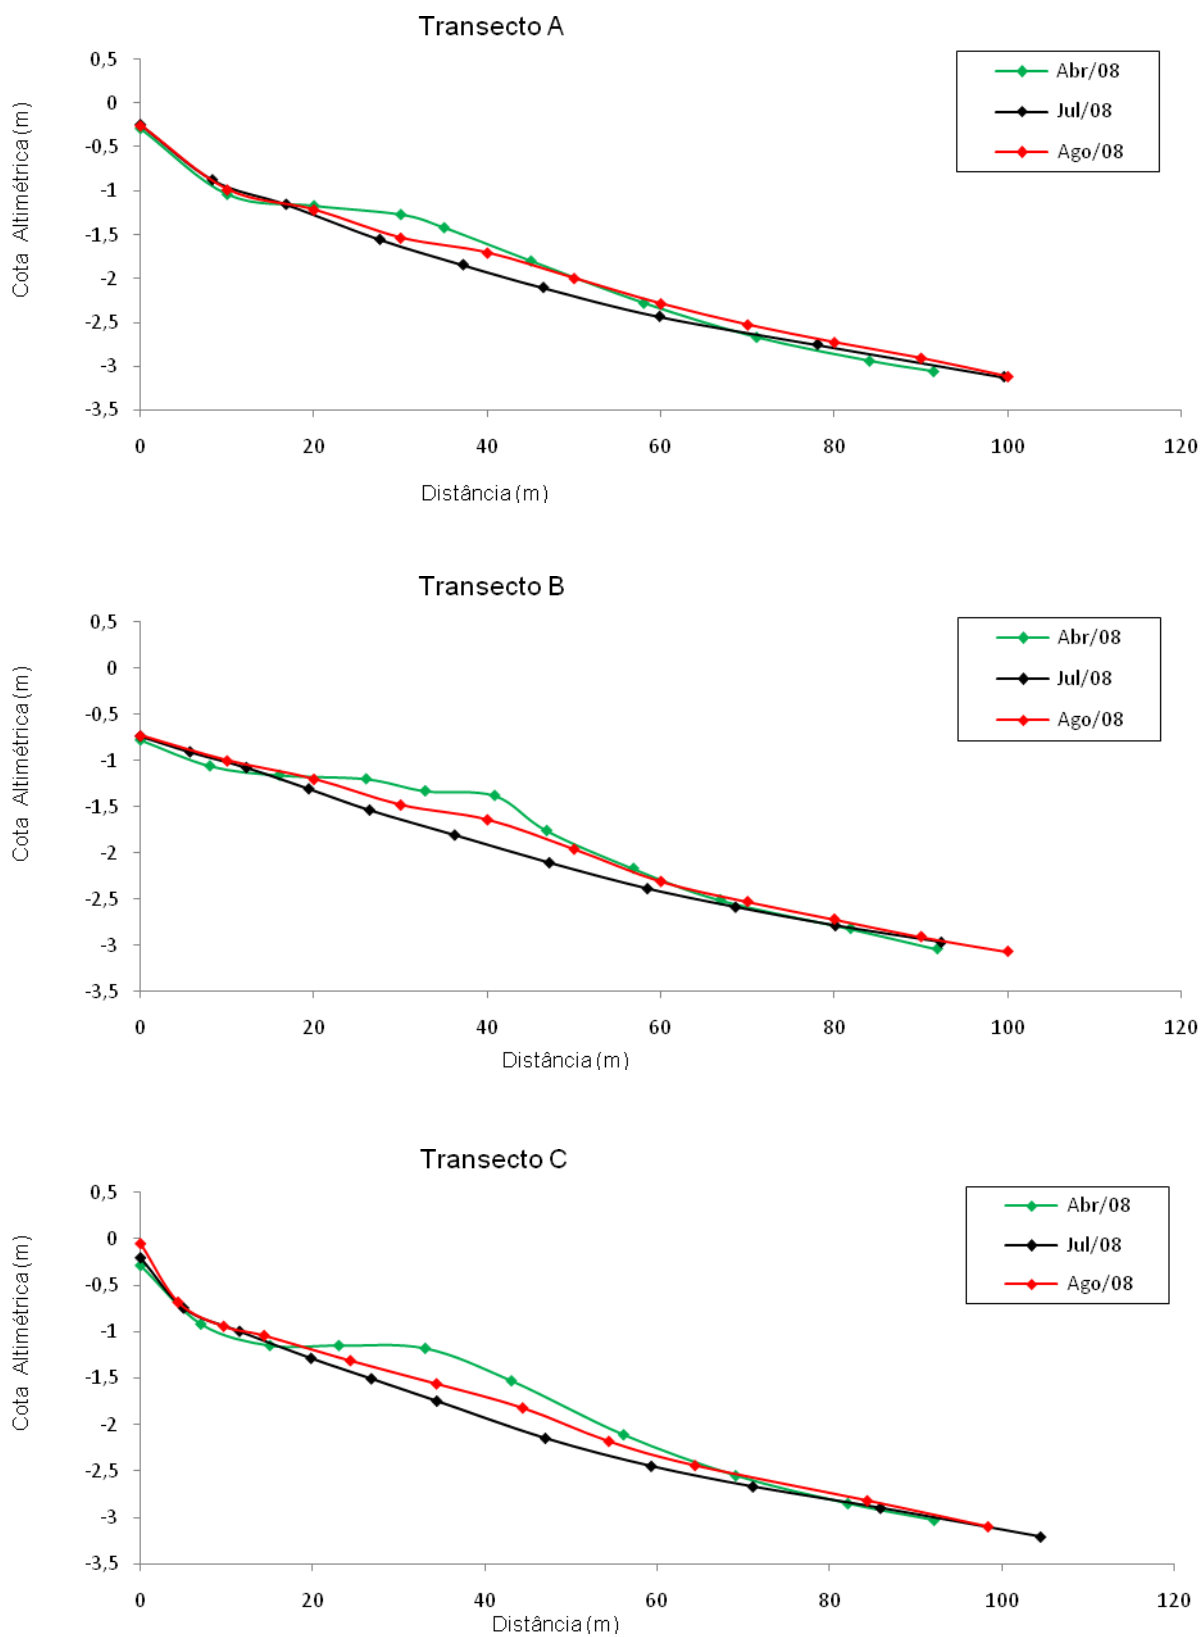 Transecto A
0,5
0
-0,5
-1
-1,5
-2
-2,5
-3
-3,5
Cota Altimétrica (m)
Abr/08
Jul/08
Ago/08
0 20 40 60 80 100 120
Distância (m)
Transecto B
0,5
0
-0,5
-1
-1,5
-2
-2,5
-3
-3,5
Cota Altimétrica (m)
Abr/08
Jul/08
Ago/08
0 20 40 60 80 100 120
Distância (m)
Transecto C
0,5
0
-0,5
-1
-1,5
-2
-2,5
-3
-3,5
Cota Altimétrica (m)
Abr/08
Jul/08
Ago/08
0 20 40 60 80 100 120
Distância (m)